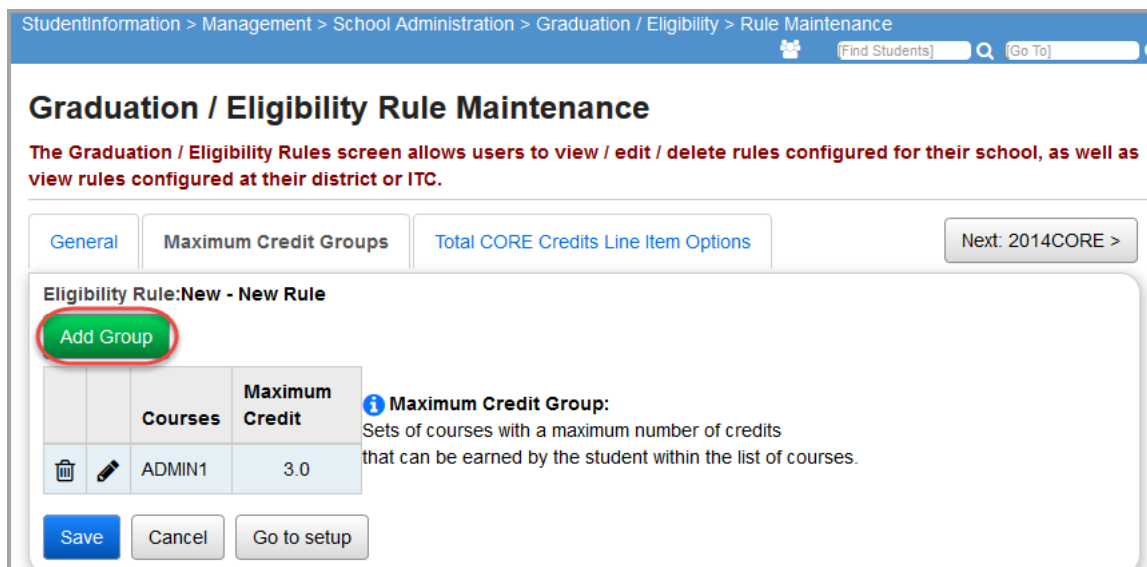 StudentInformation > Management > School Administration > Graduation / Eligibility > Rule Maintenance
[Find Students] [Go To]
Graduation / Eligibility Rule Maintenance
The Graduation / Eligibility Rules screen allows users to view / edit / delete rules configured for their school, as well as
view rules configured at their district or ITC.
General Maximum Credit Groups Total CORE Credits Line Item Options Next: 2014CORE >
Eligibility Rule:New - New Rule
Add Group
Courses Maximum Credit
ADMIN1 3.0
Maximum Credit Group:
Sets of courses with a maximum number of credits
that can be earned by the student within the list of courses.
Save Cancel Go to setup